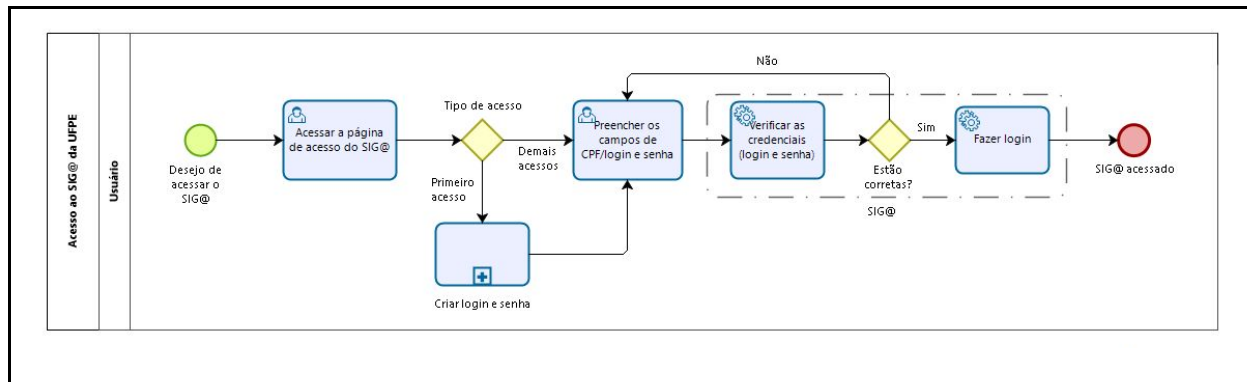 Acesso ao SIG@ da UFPE
Usuário
Desejo de
acessar o
SIG@
Acessar a página
de acesso do SIG@
Tipo de acesso
Demais
acessos
Primeiro
acesso
Criar login e senha
Preencher os
campos de
CPF/login e senha
Não
Verificar as
credenciais
(login e senha)
Estão
corretas?
Sim
Fazer login
SIG@
SIG@ acessado